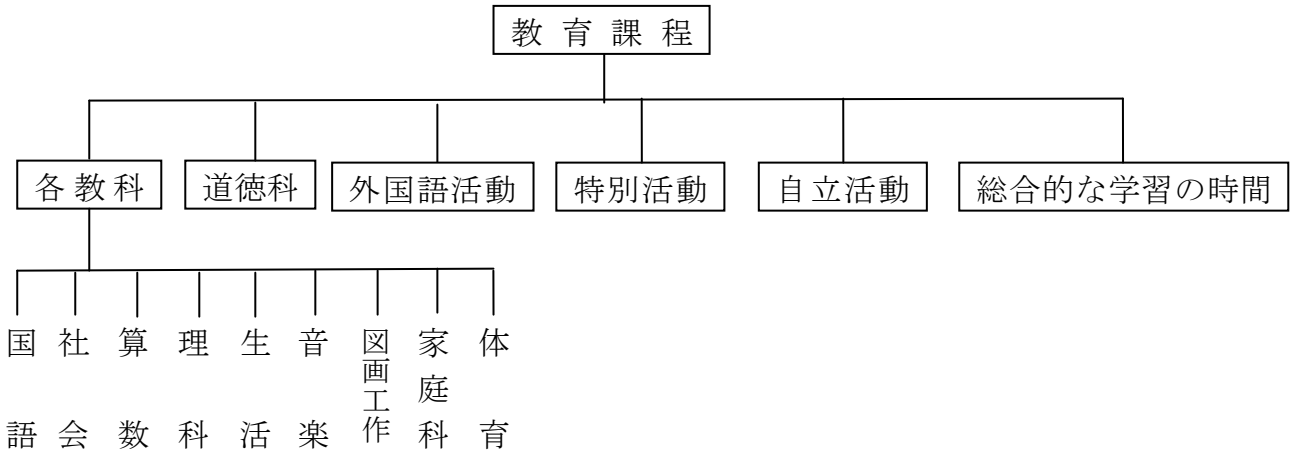 教育課程
各教科
道徳科
外国語活動
特別活動
自立活動
総合的な学習の時間
国語
社会
算数
理科
生活
音楽
図画工作
家庭科
体育